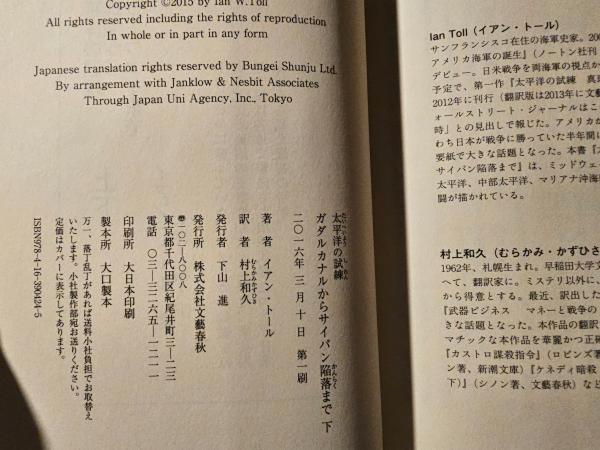 Copyright ©2015 by Ian W. Toll
All rights reserved including the rights of reproduction
In whole or in part in any form
Japanese translation rights reserved by Bungei Shunju Ltd.
By arrangement with Janklow & Nesbit Associates
Through Japan Uni Agency, Inc., Tokyo
太平洋の試練
ガダルカナルからサイパン陥落まで 下
かんらく
二〇一六年三月十日 第一刷
著者 イアン・トール
訳者 村上和久
むらかみかずひさ
発行者 下山 進
発行所 株式会社文藝春秋
〒一〇二-八〇〇八
東京都千代田区紀尾井町三―二三
電話 〇三―三二六五―一二一一
印刷所 大日本印刷
製本所 大口製本
万一、落丁乱丁があれば送料小社負担でお取替え
いたします。小社製作部宛お送りください。
定価はカバーに表示してあります。
ISBN978-4-16-390424-5
Ian Toll（イアン・トール）
サンフランシスコ在住の海軍史家。200
アメリカ海軍の誕生』（ノートン社刊
デビュー。日米戦争を両海軍の視点か
予定で、第一作『太平洋の試練 真珠
2012年に刊行（翻訳版は2013年に文藝
ォールストリート・ジャーナルはこ
時」との見出しで報じた。アメリカが
わち日本が戦争に勝っていた半年間に
要紙で大きな話題となった。本書『
サイパン陥落まで』は、ミッドウェー
太平洋、中部太平洋、マリアナ沖海
闘が描かれている。
村上和久（むらかみ・かずひさ
1962年、札幌生まれ。早稲田大学文
へて、翻訳家に。ミステリ以外に、
から得意とする。最近、訳出した
『武器ビジネス マネーと戦争の
きな話題となった。本作品の翻訳
マチックな本作品を華麗かつ正確
『カストロ謀殺指令』（ロビンズ著
ン著、新潮文庫）『ケネディ暗殺
下）』（シノン著、文藝春秋）など